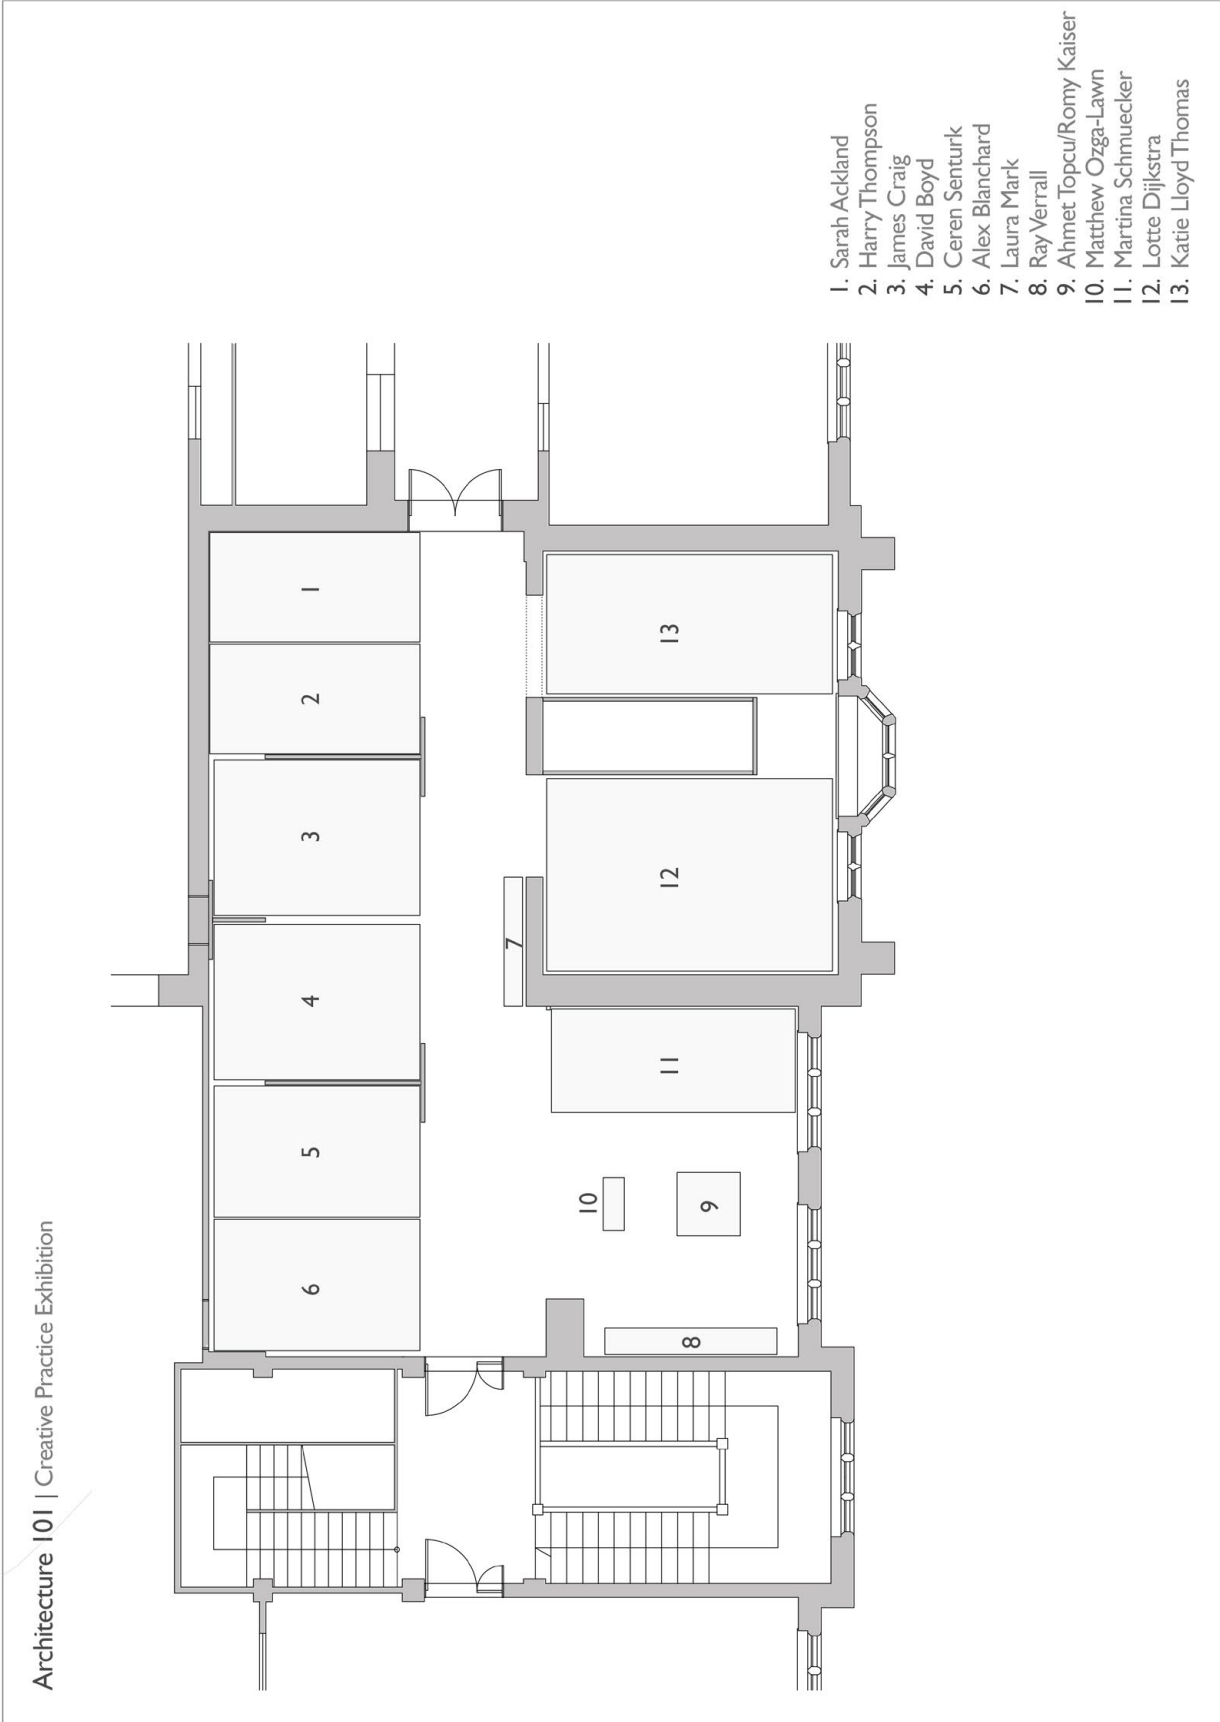 Architecture 101 | Creative Practice Exhibition
6
5
4
3
2
1
7
10
9
8
11
12
13
1. Sarah Ackland
2. Harry Thompson
3. James Craig
4. David Boyd
5. Ceren Senturk
6. Alex Blanchard
7. Laura Mark
8. Ray Verrall
9. Ahmet Topcu/Romy Kaiser
10. Matthew Ozga-Lawn
11. Martina Schmuecker
12. Lotte Dijkstra
13. Katie Lloyd Thomas